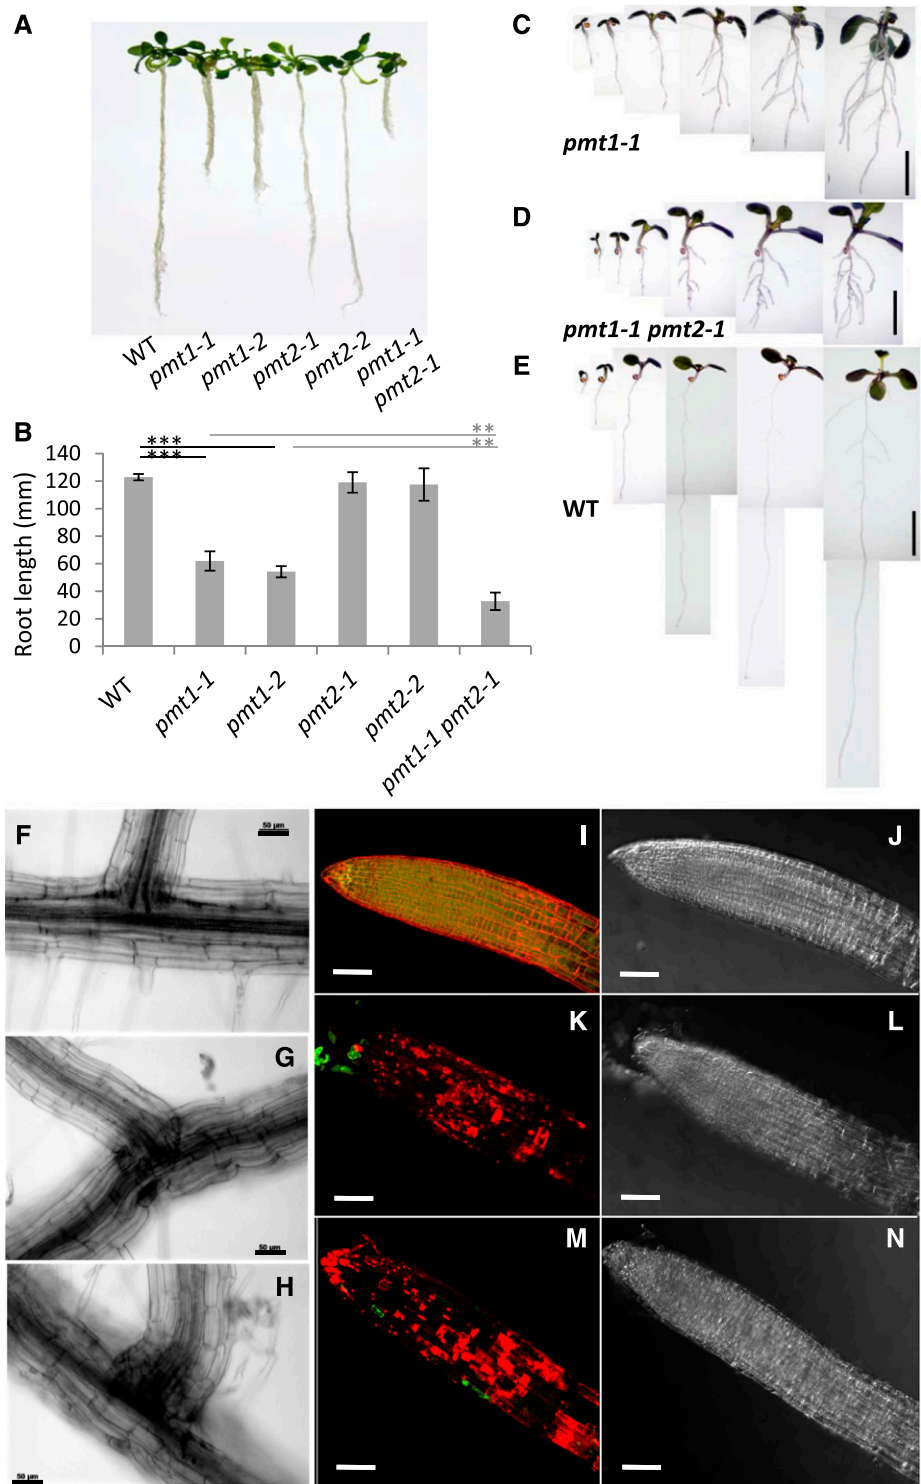 A
WT
pmt1-1
pmt1-2
pmt2-1
pmt2-2
pmt1-1
pmt2-1
B
**
***
**
***
Root length (mm)
140
120
100
80
60
40
20
0
WT
pmt1-1
pmt1-2
pmt2-1
pmt2-2
pmt1-1 pmt2-1
C
pmt1-1
D
pmt1-1 pmt2-1
E
WT
F
50 µm
G
50 µm
H
50 µm
I
J
K
L
M
N